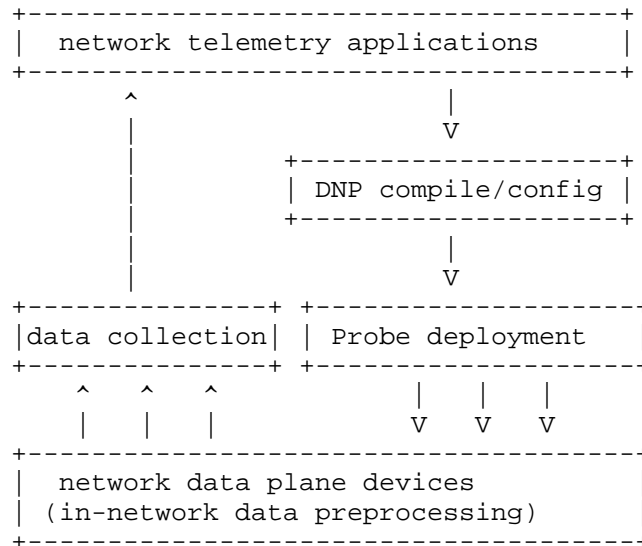 network telemetry applications
DNP compile/config
data collection Probe deployment
network data plane devices
(in-network data preprocessing)